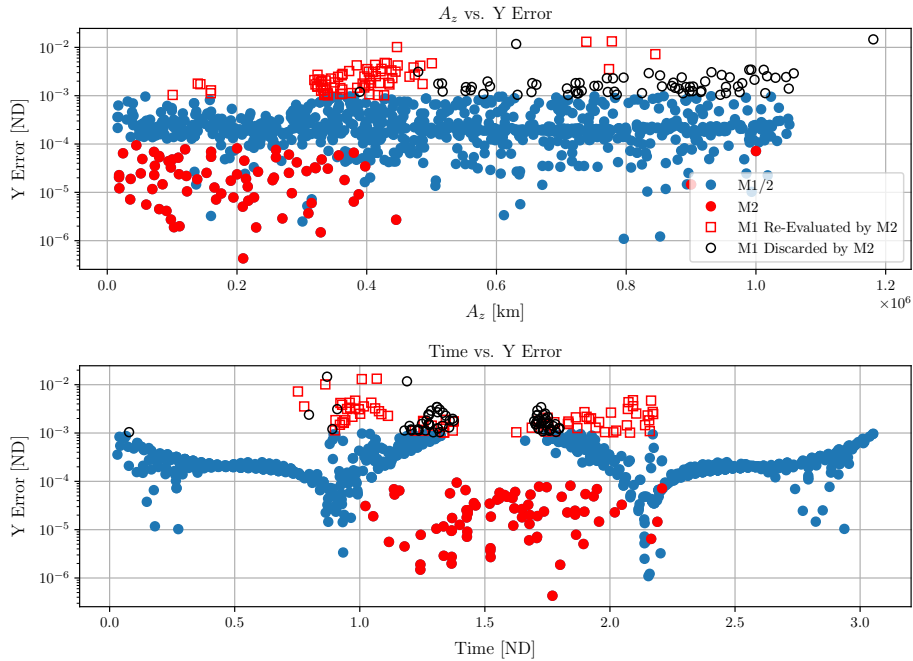 A_z vs. Y Error
Y Error [ND]
10⁻²
10⁻³
10⁻⁴
10⁻⁵
10⁻⁶
M1/2
M2
M1 Re-Evaluated by M2
M1 Discarded by M2
0.0 0.2 0.4 0.6 0.8 1.0 1.2
×10⁶
A_z [km]
Time vs. Y Error
Y Error [ND]
10⁻²
10⁻³
10⁻⁴
10⁻⁵
10⁻⁶
0.0 0.5 1.0 1.5 2.0 2.5 3.0
Time [ND]